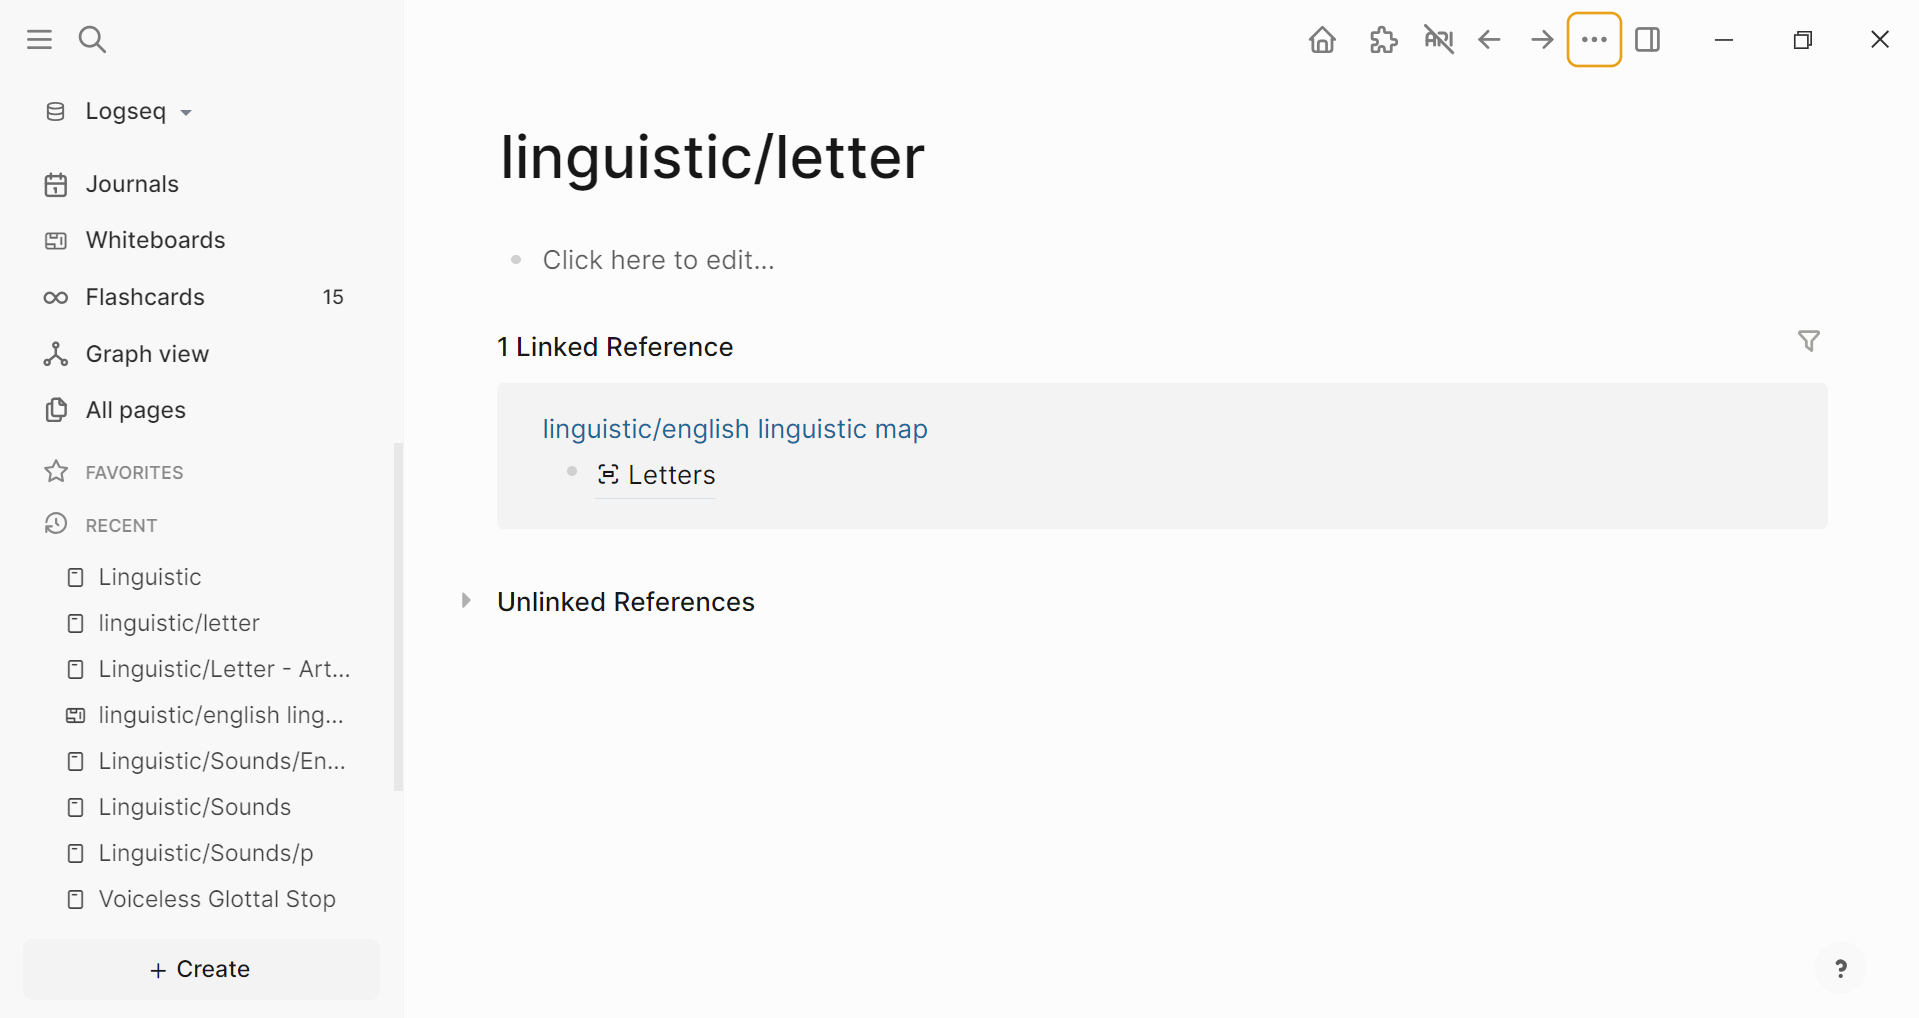 API
Logseq
Journals
Whiteboards
Flashcards 15
Graph view
All pages
FAVORITES
RECENT
Linguistic
linguistic/letter
Linguistic/Letter - Art...
linguistic/english ling...
Linguistic/Sounds/En...
Linguistic/Sounds
Linguistic/Sounds/p
Voiceless Glottal Stop
+ Create
linguistic/letter
Click here to edit...
1 Linked Reference
linguistic/english linguistic map
Letters
Unlinked References
?